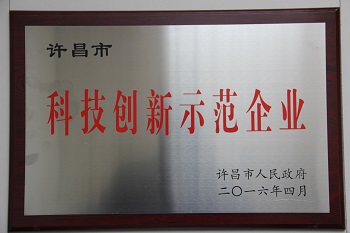 许昌市
科技创新示范企业
许昌市人民政府
二〇一六年四月